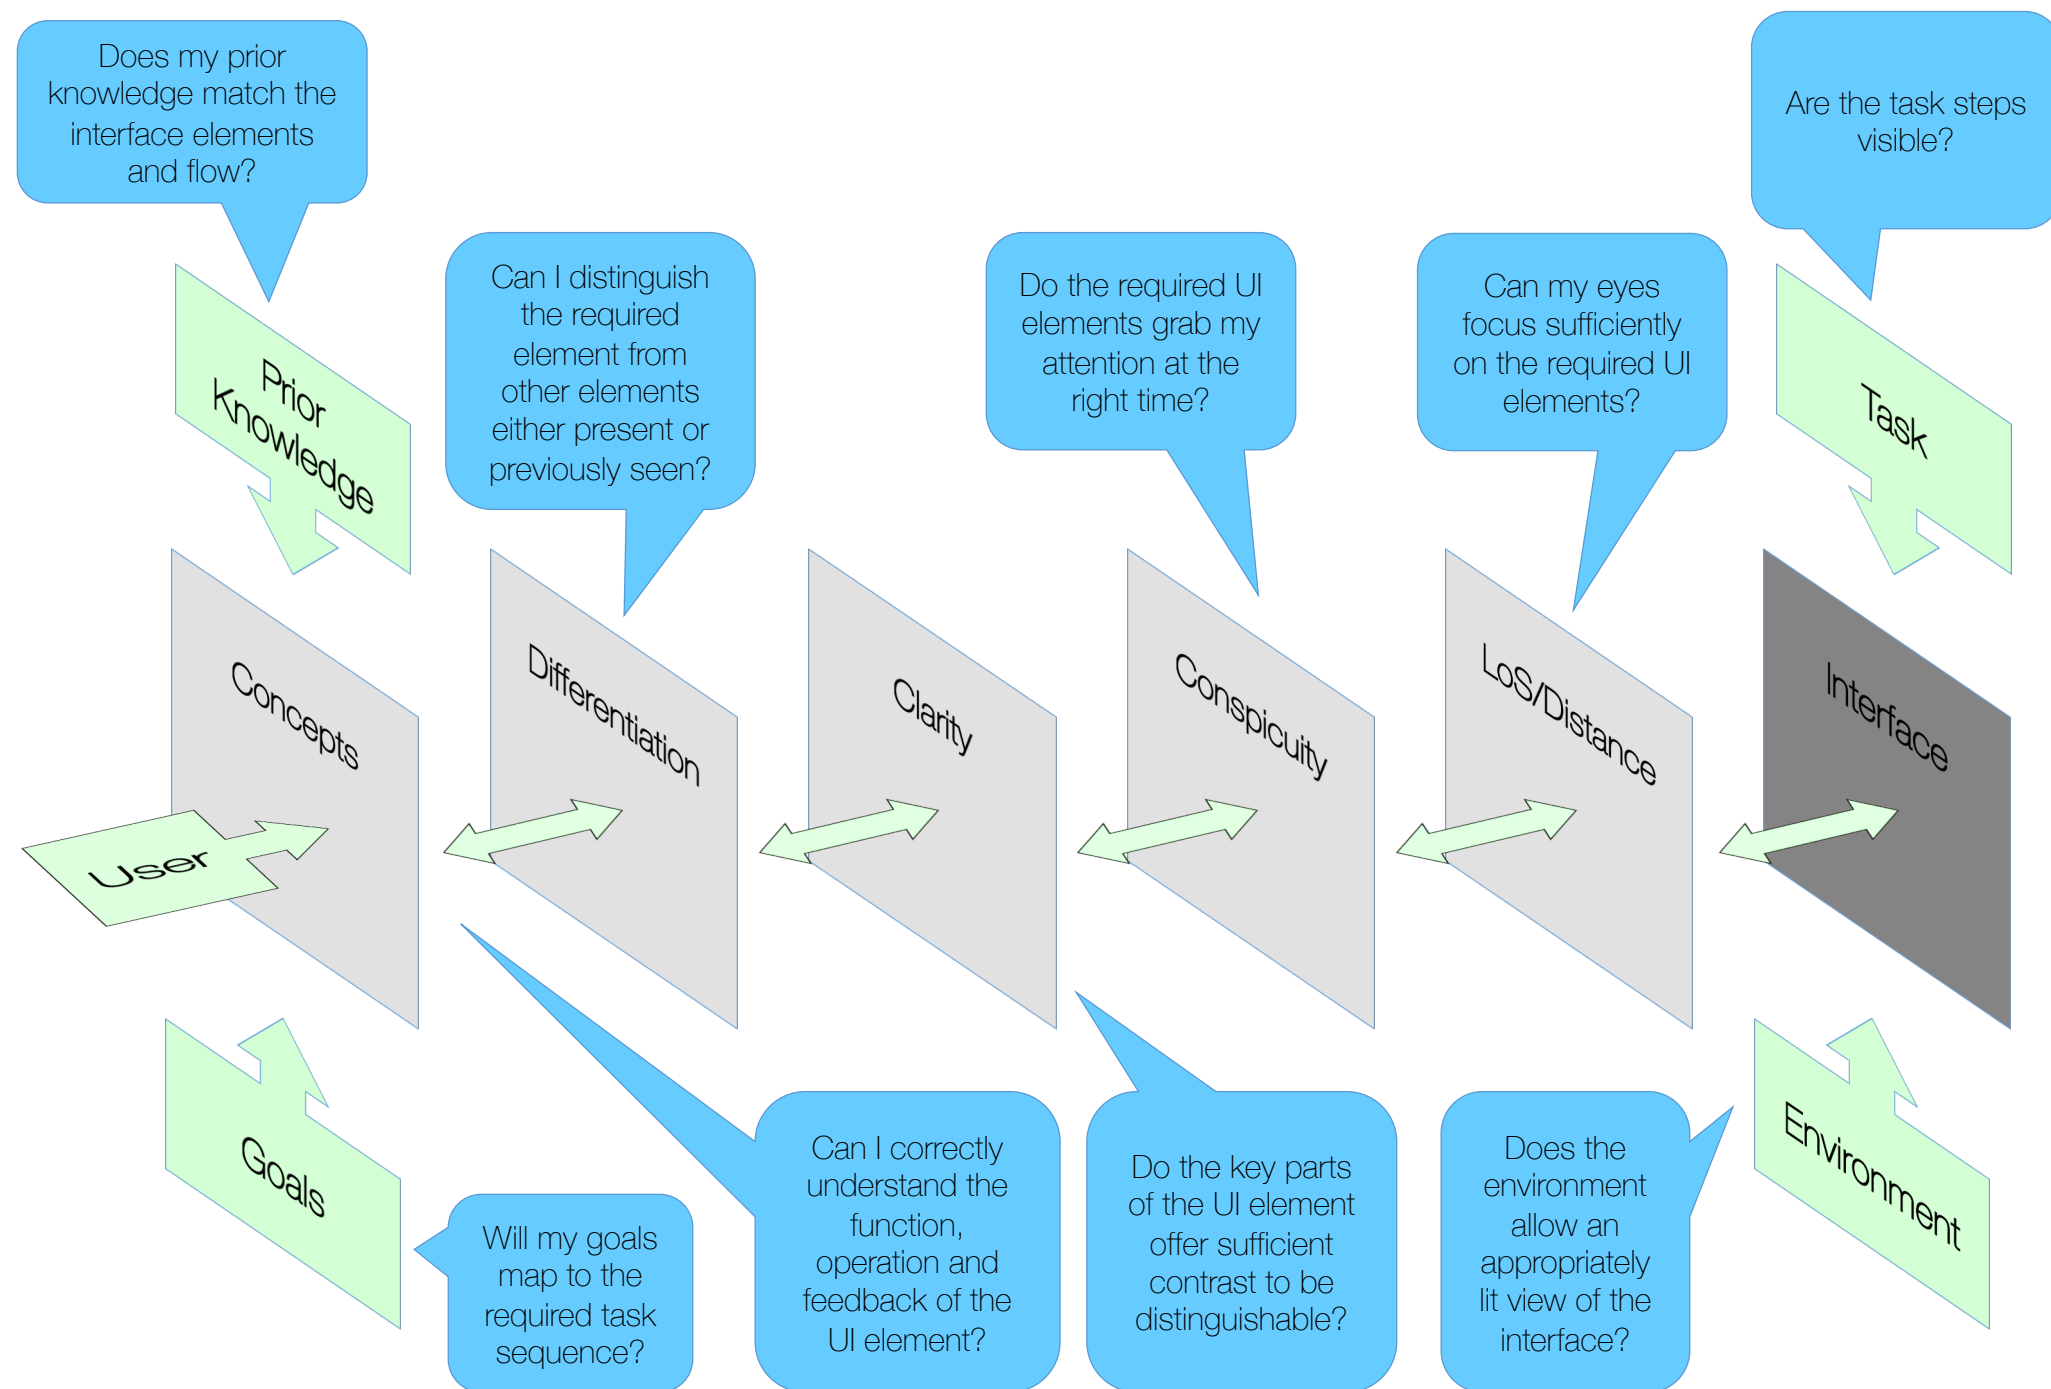 Does my prior
knowledge match the
interface elements
and flow?
Are the task steps
visible?
Can I distinguish
the required
element from
other elements
either present or
previously seen?
Do the required UI
elements grab my
attention at the
right time?
Can my eyes
focus sufficiently
on the required UI
elements?
Prior
Knowledge
Task
Concepts
Differentiation
Clarity
Conspicuity
LoS/Distance
Interface
User
Goals
Environment
Will my goals
map to the
required task
sequence?
Can I correctly
understand the
function,
operation and
feedback of the
UI element?
Do the key parts
of the UI element
offer sufficient
contrast to be
distinguishable?
Does the
environment
allow an
appropriately
lit view of the
interface?